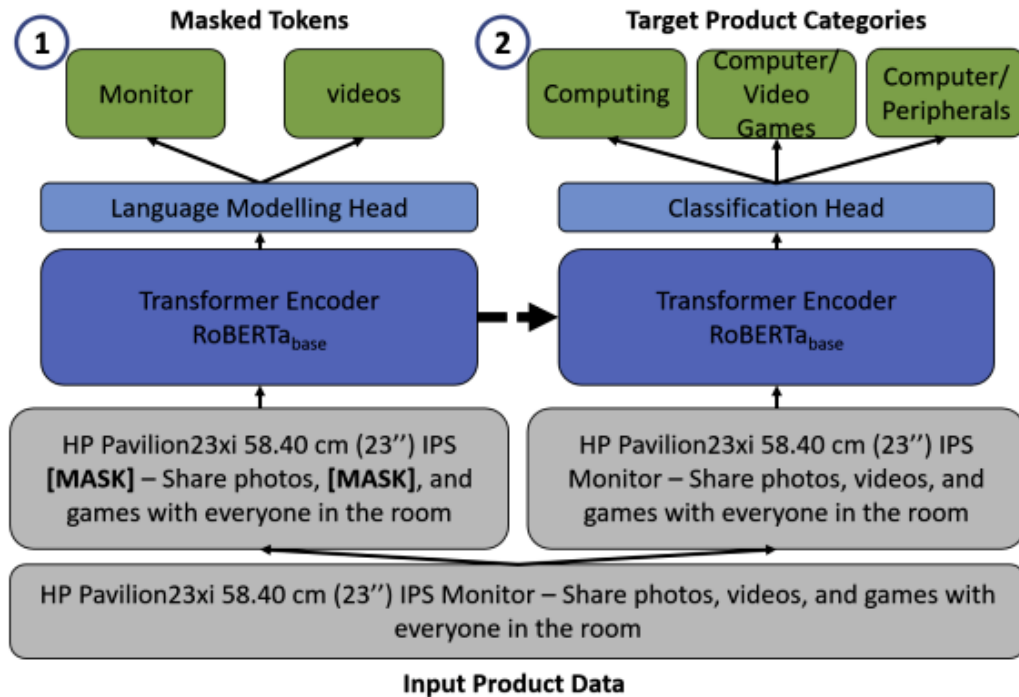 1
Masked Tokens
Monitor
videos
Language Modelling Head
Transformer Encoder
RoBERTabase
HP Pavilion23xi 58.40 cm (23’’) IPS
[MASK] – Share photos, [MASK], and
games with everyone in the room
2
Target Product Categories
Computing
Computer/
Video
Games
Computer/
Peripherals
Classification Head
Transformer Encoder
RoBERTabase
HP Pavilion23xi 58.40 cm (23’’) IPS
Monitor – Share photos, videos, and
games with everyone in the room
HP Pavilion23xi 58.40 cm (23’’) IPS Monitor – Share photos, videos, and games with
everyone in the room
Input Product Data